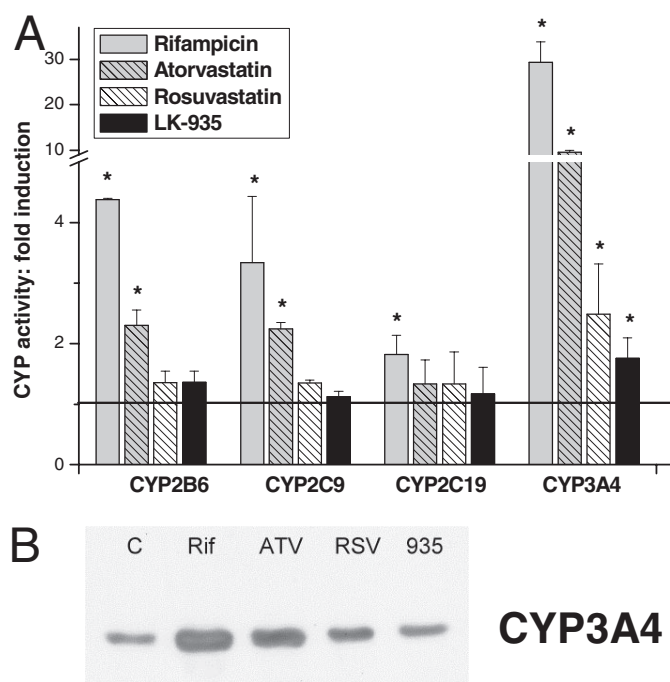 A
Rifampicin
Atorvastatin
Rosuvastatin
LK-935
CYP activity: fold induction
30
20
10
4
2
0
* * * * * * * * *
CYP2B6 CYP2C9 CYP2C19 CYP3A4
B
C Rif ATV RSV 935
CYP3A4